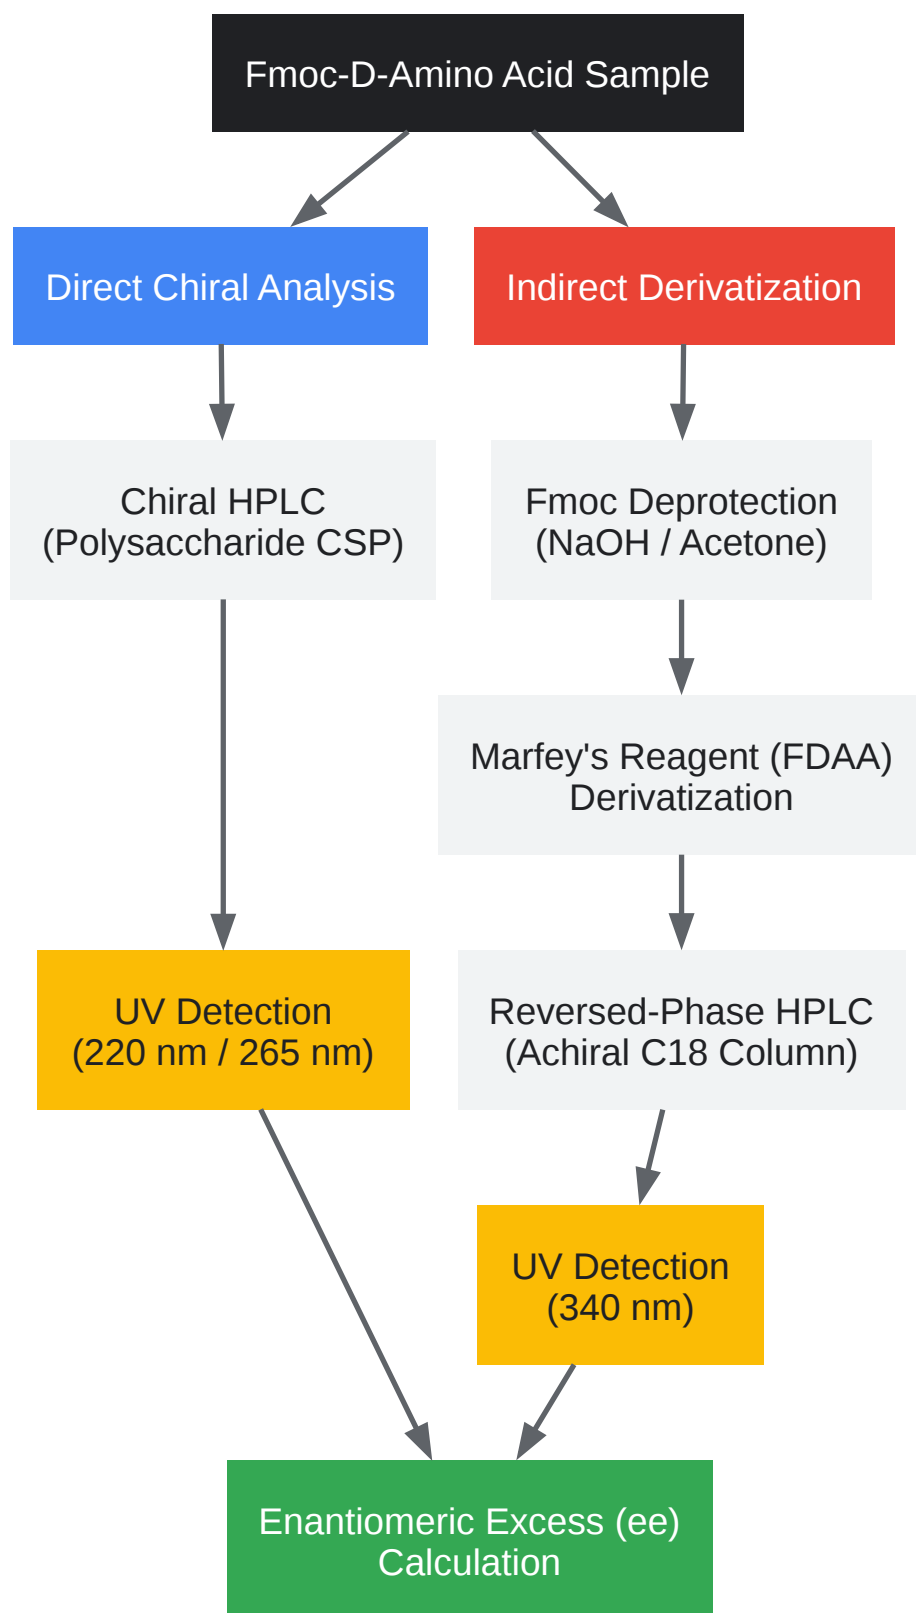 Fmoc-D-Amino Acid Sample
Direct Chiral Analysis
Indirect Derivatization
Chiral HPLC
(Polysaccharide CSP)
Fmoc Deprotection
(NaOH / Acetone)
Marfey's Reagent (FDAA)
Derivatization
UV Detection
(220 nm / 265 nm)
Reversed-Phase HPLC
(Achiral C18 Column)
UV Detection
(340 nm)
Enantiomeric Excess (ee)
Calculation